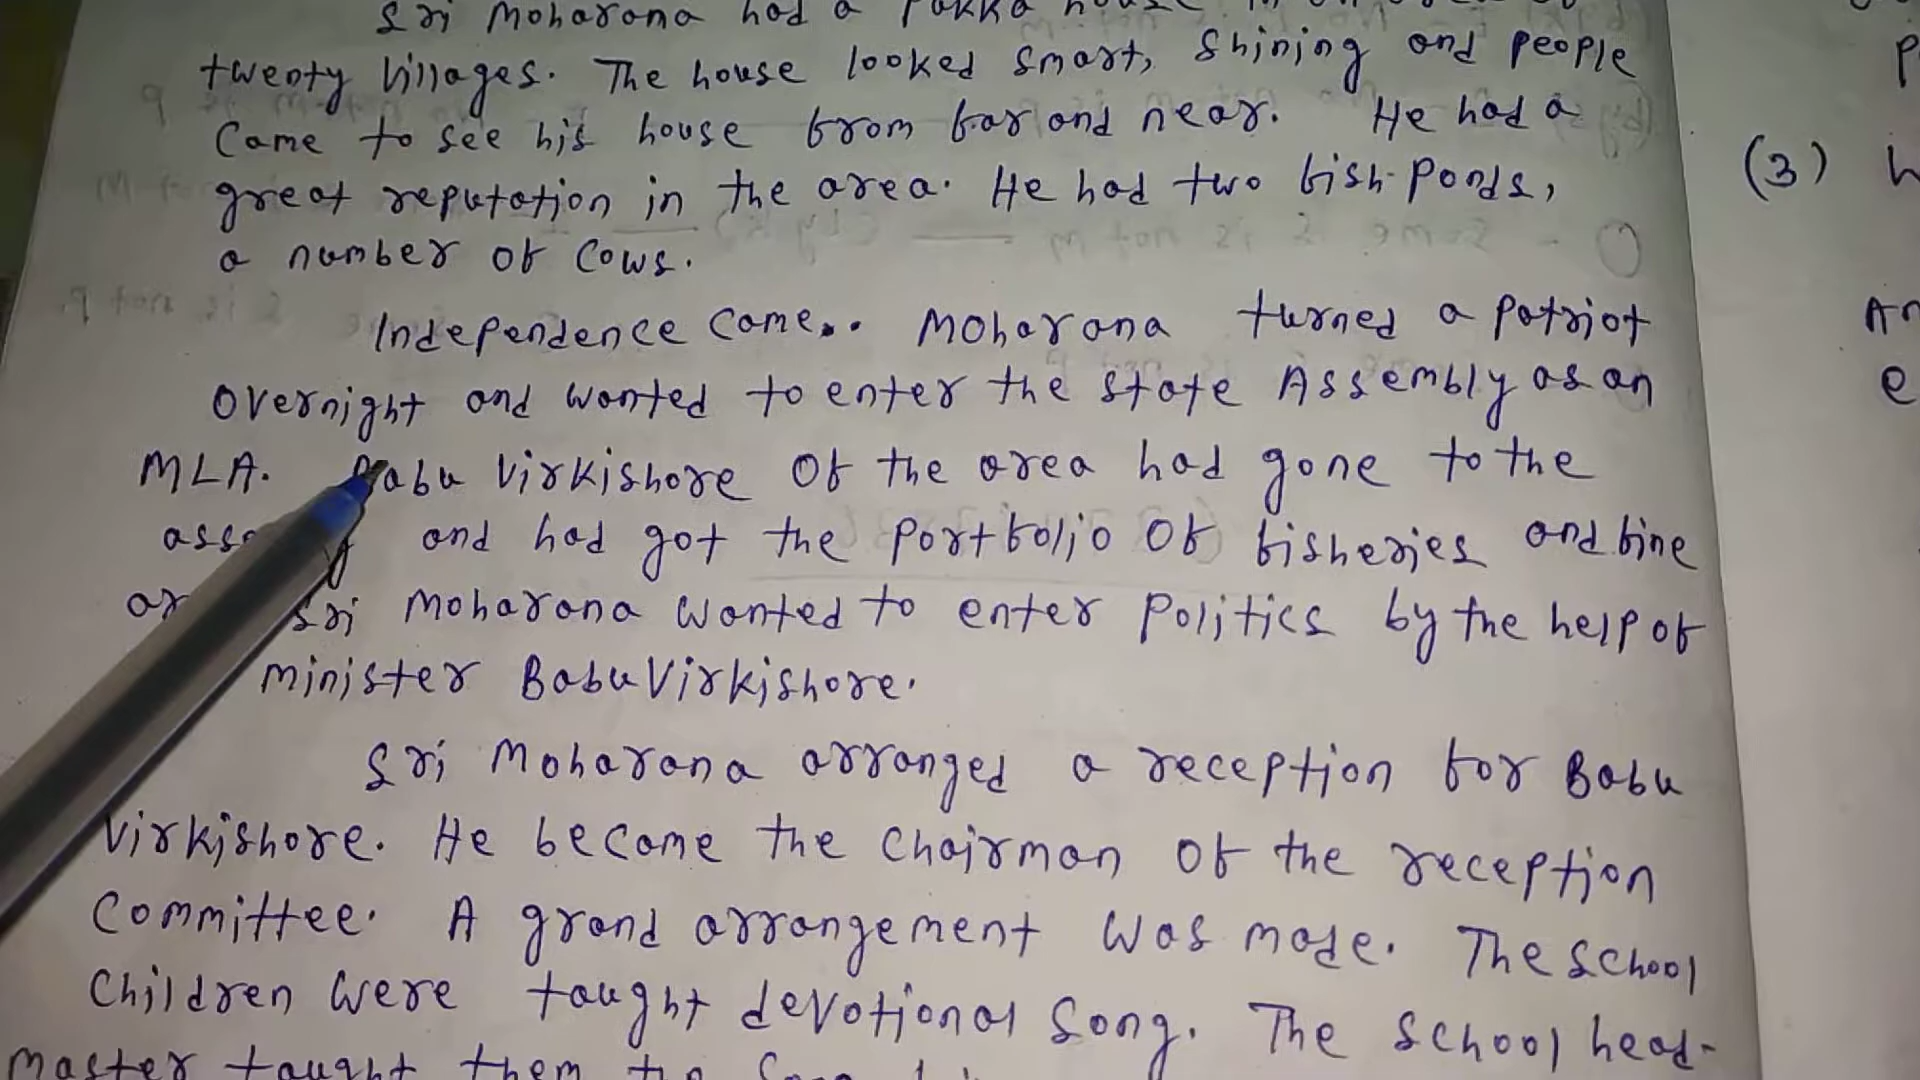 Sri Moharana had a Pakka house in an area of
twenty villages. The house looked smart, shining and people
came to see his house from far and near. He had a
great reputation in the area. He had two fish-Ponds,
a number of cows.
Independence came.. Moharana turned a patriot
overnight and wanted to enter the state Assembly as an
MLA. Babu Virkishore of the area had gone to the
and had got the portfolio of fisheries and fine
Sri Moharana wanted to enter politics by the help of
minister Babu Virkishore.
Sri Moharana arranged a reception for Babu
Virkishore. He became the chairman of the reception
committee. A grand arrangement was made. The school
children were taught devotional song. The school head-
master taught them
(3)